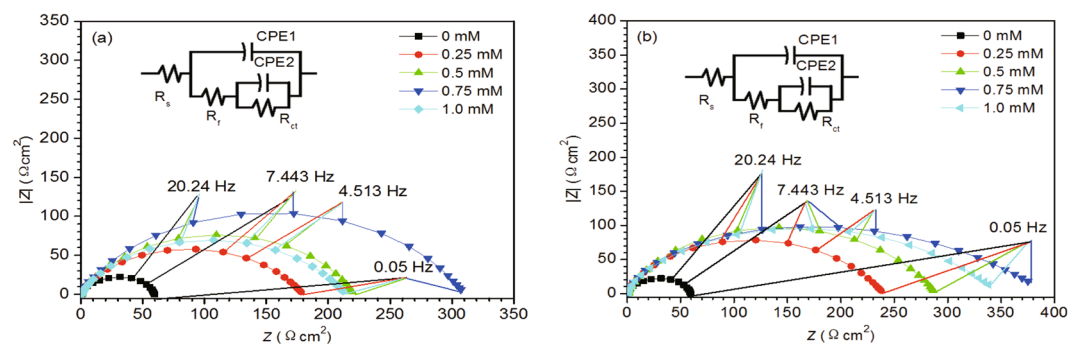 (a)
CPE1
CPE2
Rs
Rf
Rct
0 mM
0.25 mM
0.5 mM
0.75 mM
1.0 mM
20.24 Hz
7.443 Hz
4.513 Hz
0.05 Hz
|Z| (Ω cm²)
350
300
250
200
150
100
50
0
0 50 100 150 200 250 300 350
Z (Ω cm²)
(b)
CPE1
CPE2
Rs
Rf
Rct
0 mM
0.25 mM
0.5 mM
0.75 mM
1.0 mM
20.24 Hz
7.443 Hz
4.513 Hz
0.05 Hz
|Z| (Ω cm²)
400
350
300
250
200
150
100
50
0
0 50 100 150 200 250 300 350 400
Z (Ω cm²)